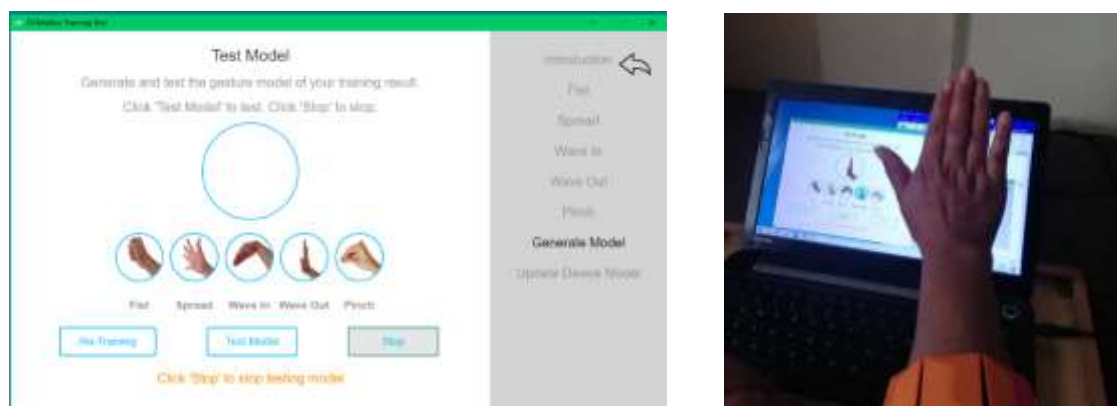 Test Model
Generate and test the gesture model of your training result.
Click 'Test Model' to test. Click 'Stop' to stop.
Fist Spread Wave In Wave Out Pinch
Re-Training Test Model Stop
Click 'Stop' to stop testing model
Introduction
Fist
Spread
Wave In
Wave Out
Pinch
Generate Model
Update Device Model